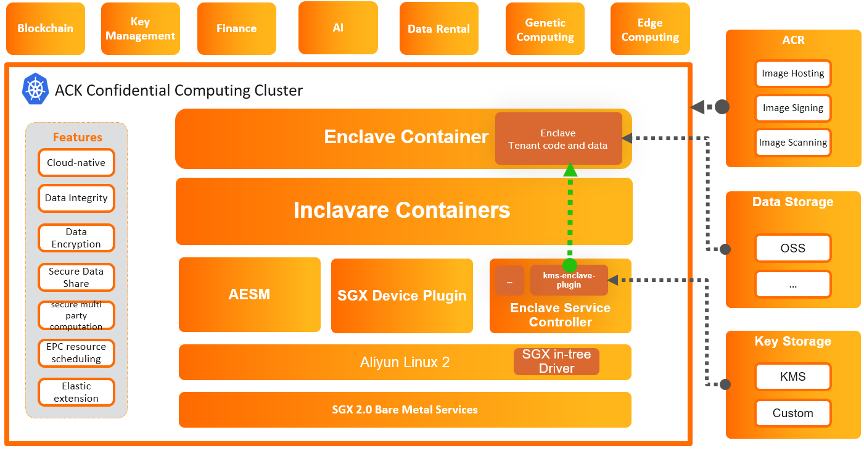 Blockchain
Key
Management
Finance
AI
Data Rental
Genetic
Computing
Edge
Computing
ACK Confidential Computing Cluster
Features
Cloud-native
Data Integrity
Data
Encryption
Secure Data
Share
secure multi
party
computation
EPC resource
scheduling
Elastic
extension
Enclave Container
Enclave
Tenant code and data
Inclavare Containers
AESM
SGX Device Plugin
...
kms-enclave-
plugin
Enclave Service
Controller
Aliyun Linux 2
SGX in-tree
Driver
SGX 2.0 Bare Metal Services
ACR
Image Hosting
Image Signing
Image Scanning
Data Storage
OSS
...
Key Storage
KMS
Custom